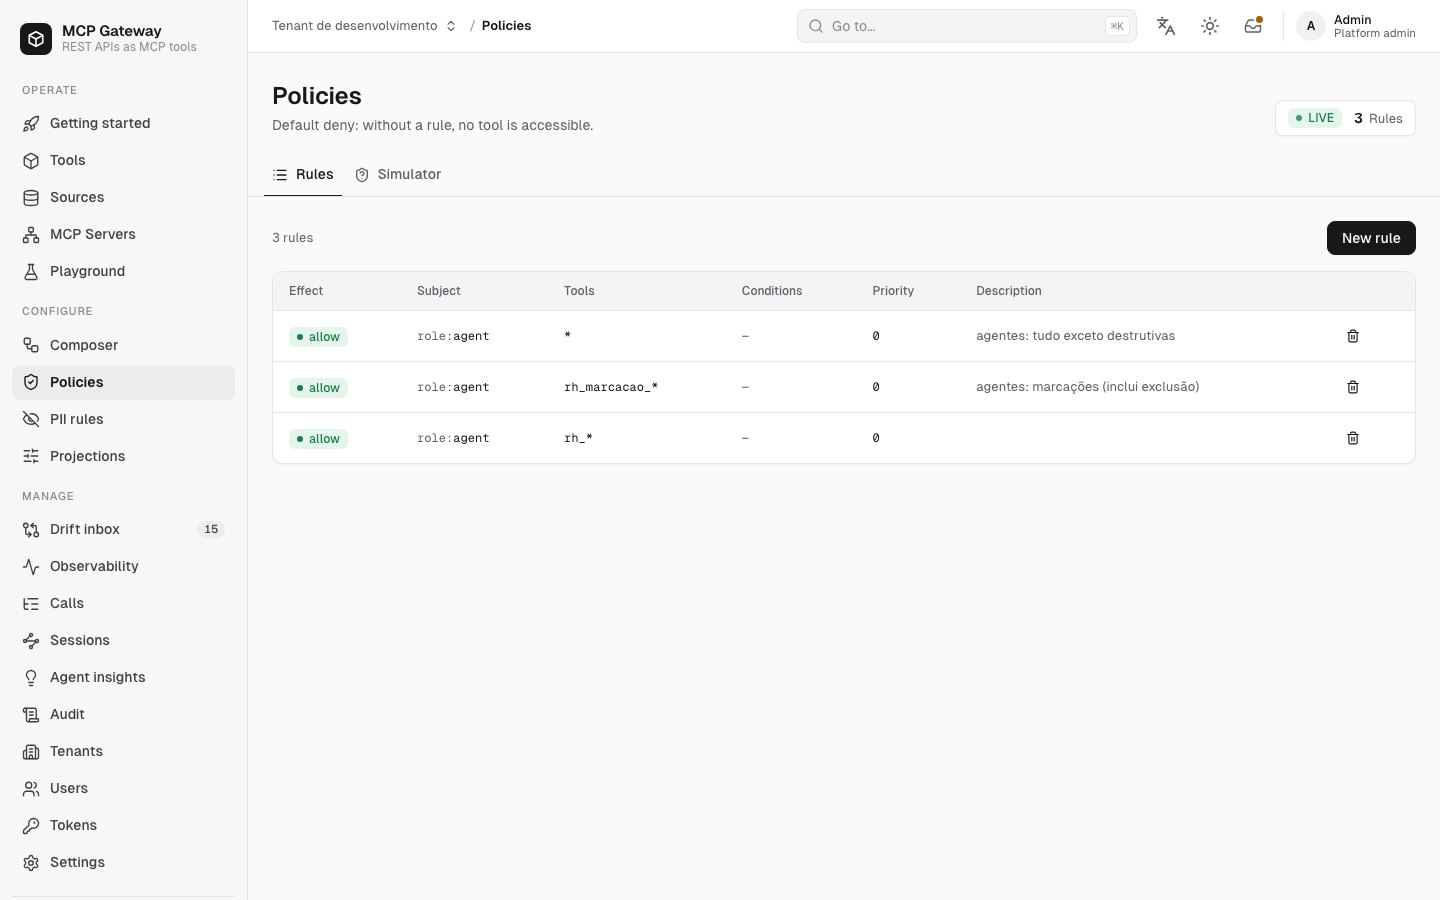 MCP Gateway
REST APIs as MCP tools
OPERATE
Getting started
Tools
Sources
MCP Servers
Playground
CONFIGURE
Composer
Policies
PII rules
Projections
MANAGE
Drift inbox 15
Observability
Calls
Sessions
Agent insights
Audit
Tenants
Users
Tokens
Settings
Tenant de desenvolvimento / Policies
Go to... ⌘K
A
Admin
Platform admin
Policies
Default deny: without a rule, no tool is accessible.
LIVE 3 Rules
Rules Simulator
3 rules
New rule
Effect Subject Tools Conditions Priority Description
allow role:agent * — 0 agentes: tudo exceto destrutivas
allow role:agent rh_marcacao_* — 0 agentes: marcações (inclui exclusão)
allow role:agent rh_* — 0